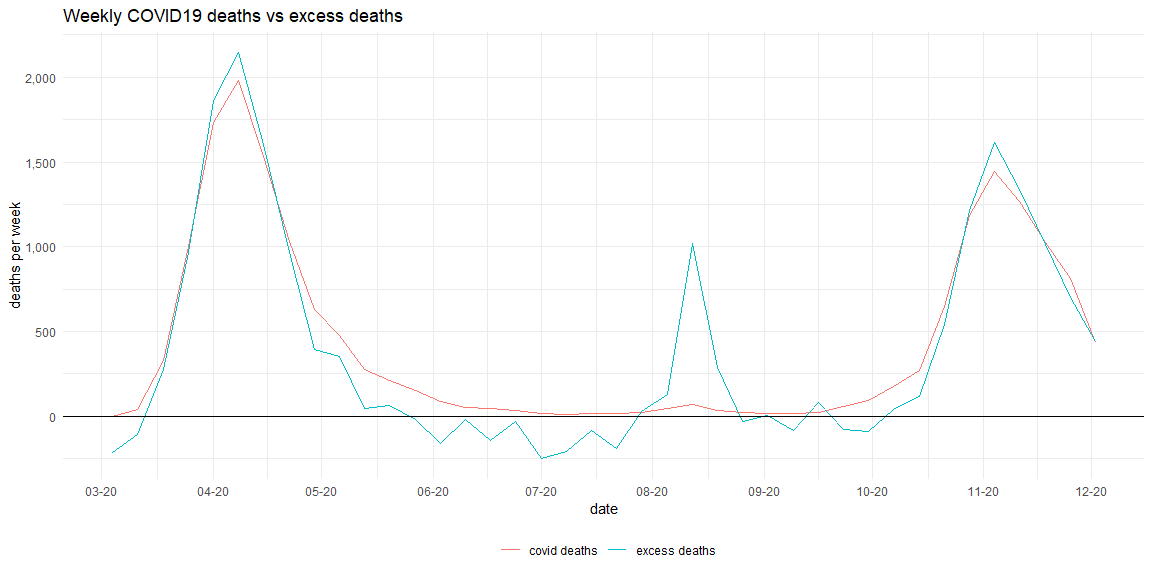 Weekly COVID19 deaths vs excess deaths
deaths per week
2,000
1,500
1,000
500
0
03-20 04-20 05-20 06-20 07-20 08-20 09-20 10-20 11-20 12-20
date
covid deaths excess deaths